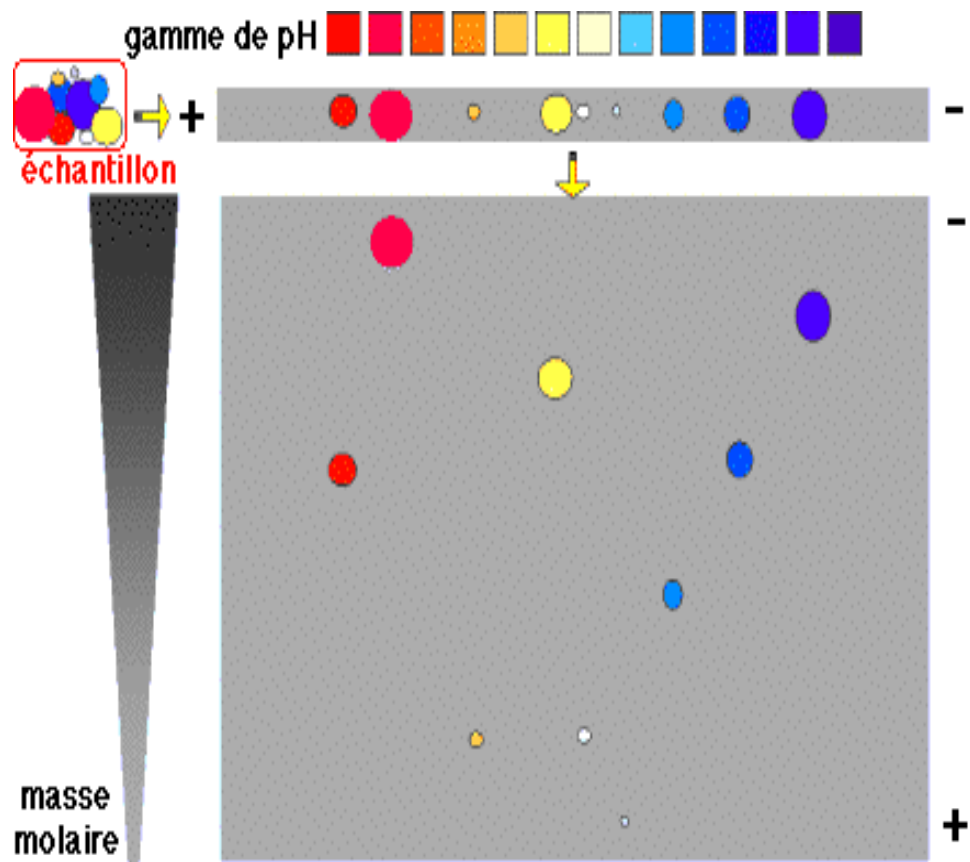 gamme de pH
+ -
échantillon
-
masse
molaire
+